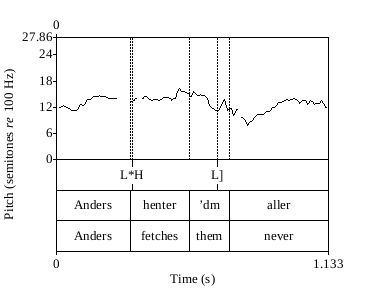 0
27.86
24
18
12
6
0
Pitch (semitones re 100 Hz)
L*H L]
Anders henter ’dm aller
Anders fetches them never
0 1.133
Time (s)